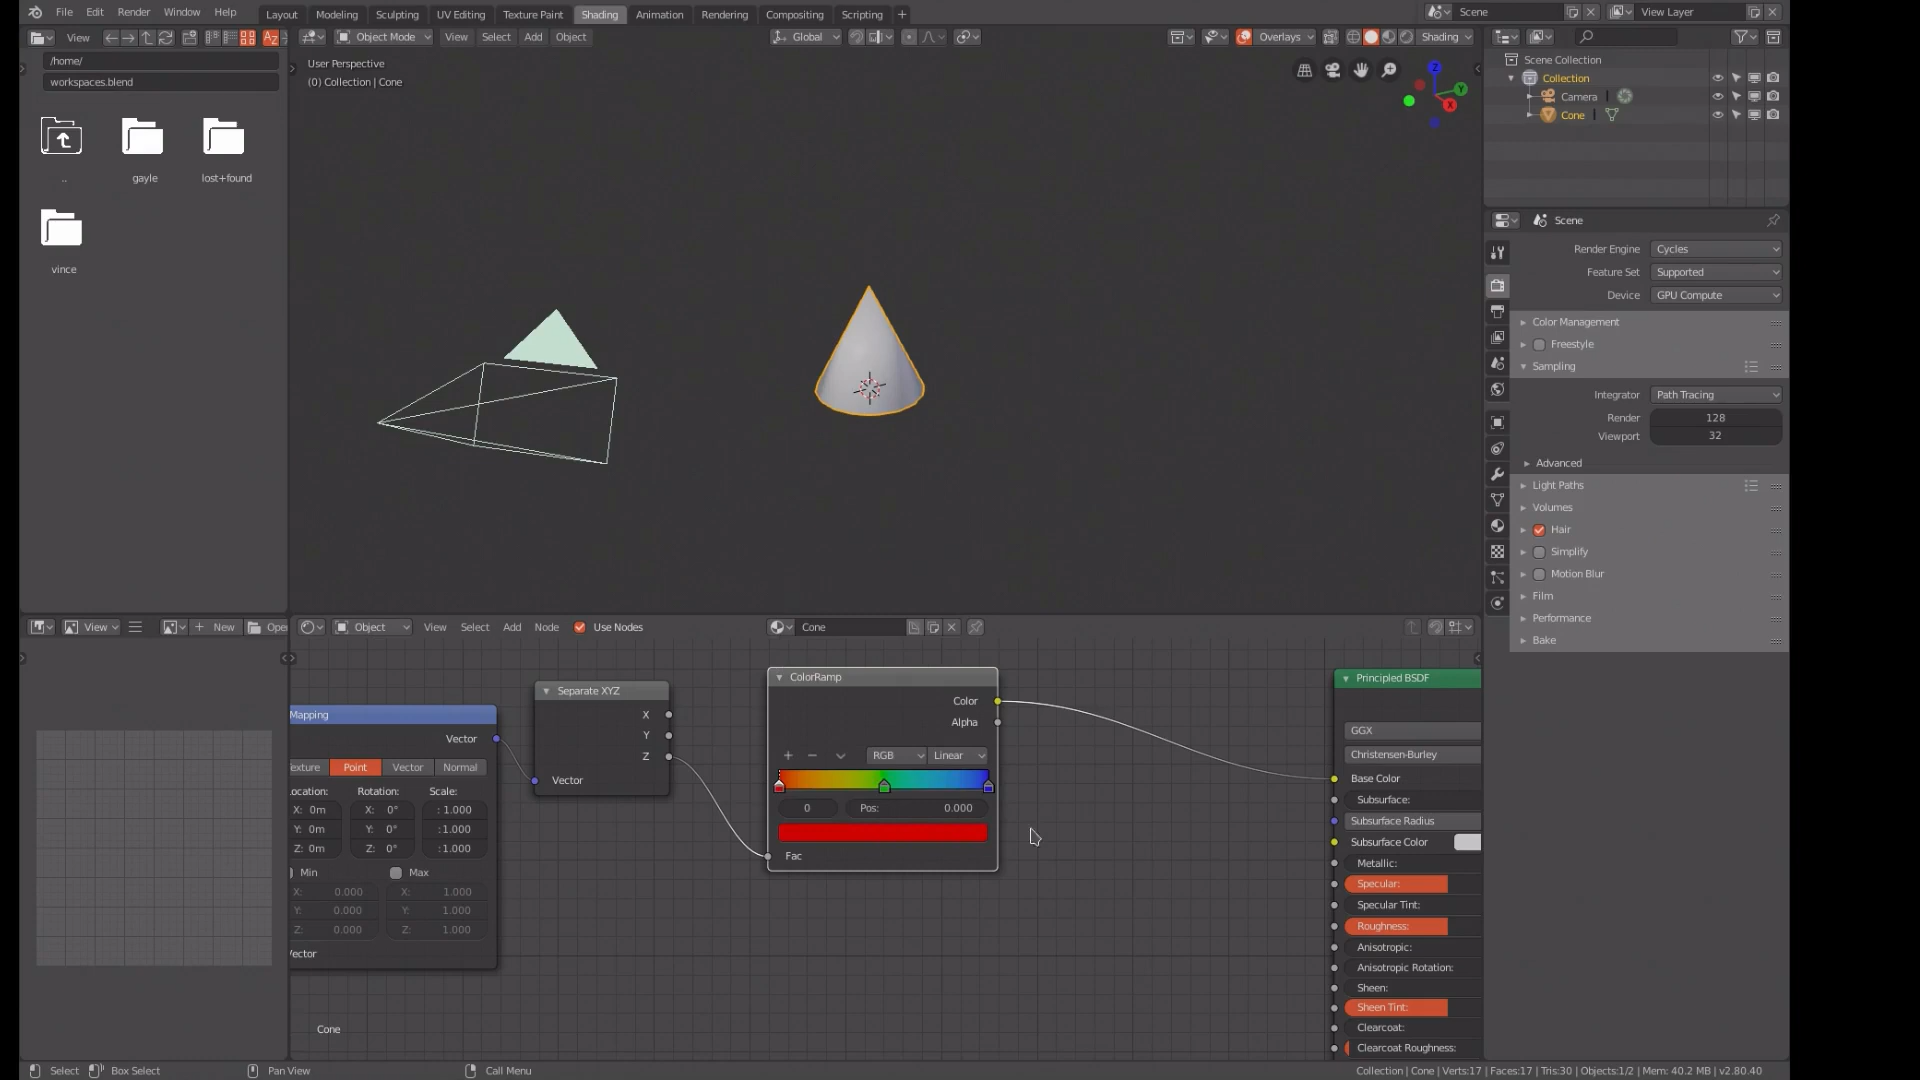 File Edit Render Window Help Layout Modeling Sculpting UV Editing Texture Paint Shading Animation Rendering Compositing Scripting + Scene View Layer
View Object Mode View Select Add Object Global Overlays Shading
/home/
workspaces.blend
..
gayle
lost+found
vince
User Perspective
(0) Collection | Cone
Z
Y
X
Scene Collection
Collection
Camera
Cone
Scene
Render Engine Cycles
Feature Set Supported
Device GPU Compute
Color Management
Freestyle
Sampling
Integrator Path Tracing
Render 128
Viewport 32
Advanced
Light Paths
Volumes
Hair
Simplify
Motion Blur
Film
Performance
Bake
View New Ope
Object View Select Add Node Use Nodes Cone
Mapping
Vector
exture Point Vector Normal
ocation: Rotation: Scale:
X: 0m X: 0° : 1.000
Y: 0m Y: 0° : 1.000
Z: 0m Z: 0° : 1.000
Min Max
X: 0.000 X: 1.000
Y: 0.000 Y: 1.000
Z: 0.000 Z: 1.000
Vector
Separate XYZ
X
Y
Z
Vector
ColorRamp
Color
Alpha
RGB Linear
0 Pos: 0.000
Fac
Principled BSDF
GGX
Christensen-Burley
Base Color
Subsurface:
Subsurface Radius
Subsurface Color
Metallic:
Specular:
Specular Tint:
Roughness:
Anisotropic:
Anisotropic Rotation:
Sheen:
Sheen Tint:
Clearcoat:
Clearcoat Roughness:
Cone
Select Box Select Pan View Call Menu Collection | Cone | Verts:17 | Faces:17 | Tris:30 | Objects:1/2 | Mem: 40.2 MB | v2.80.40